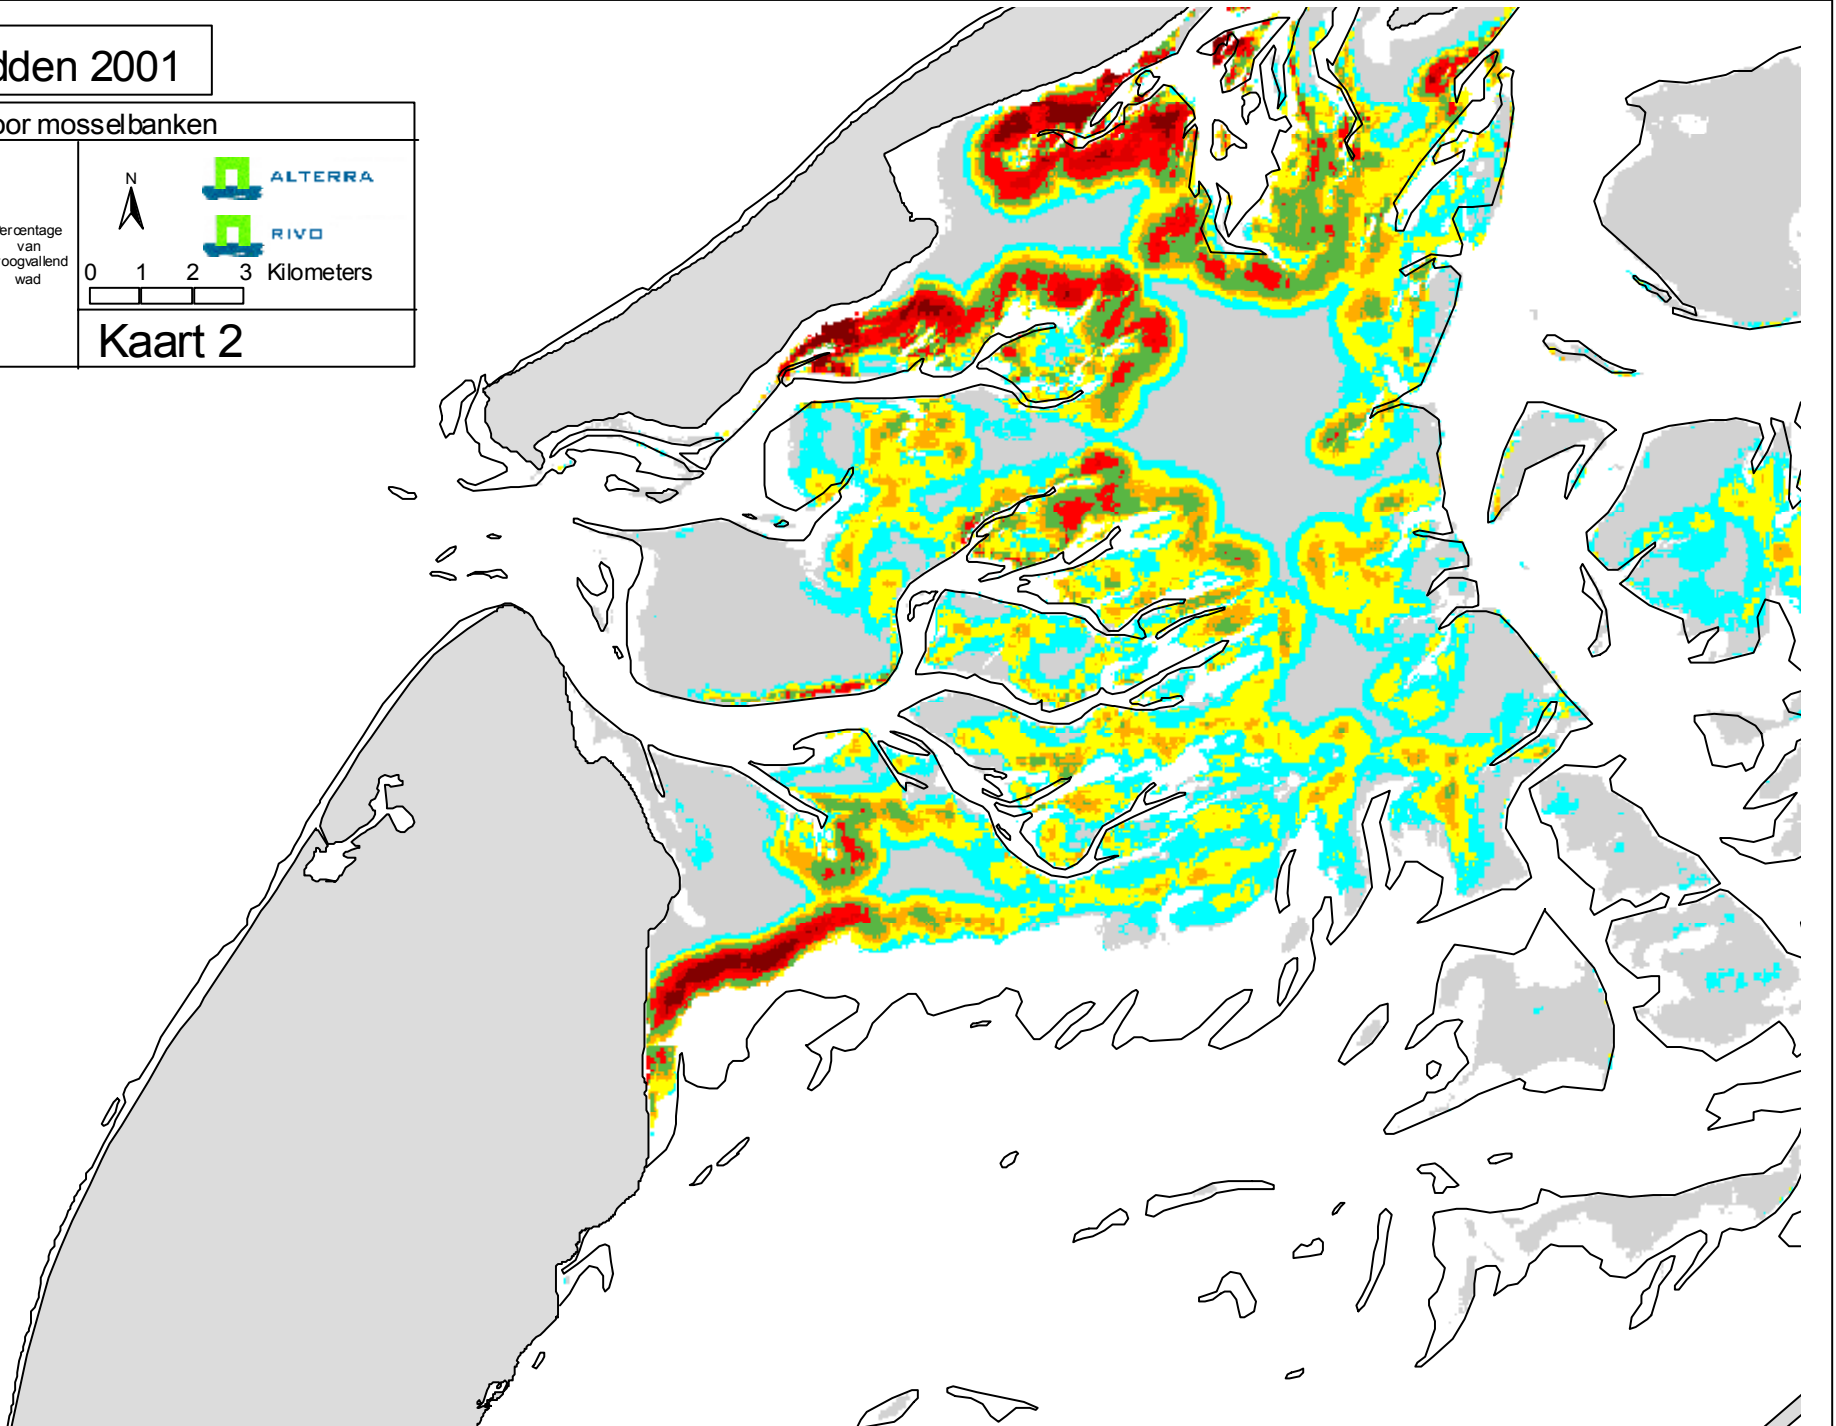 dden 2001
oor mosselbanken
N
ALTERRA
RIVO
ercentage
van
oogvallend
wad
0 1 2 3 Kilometers
Kaart 2